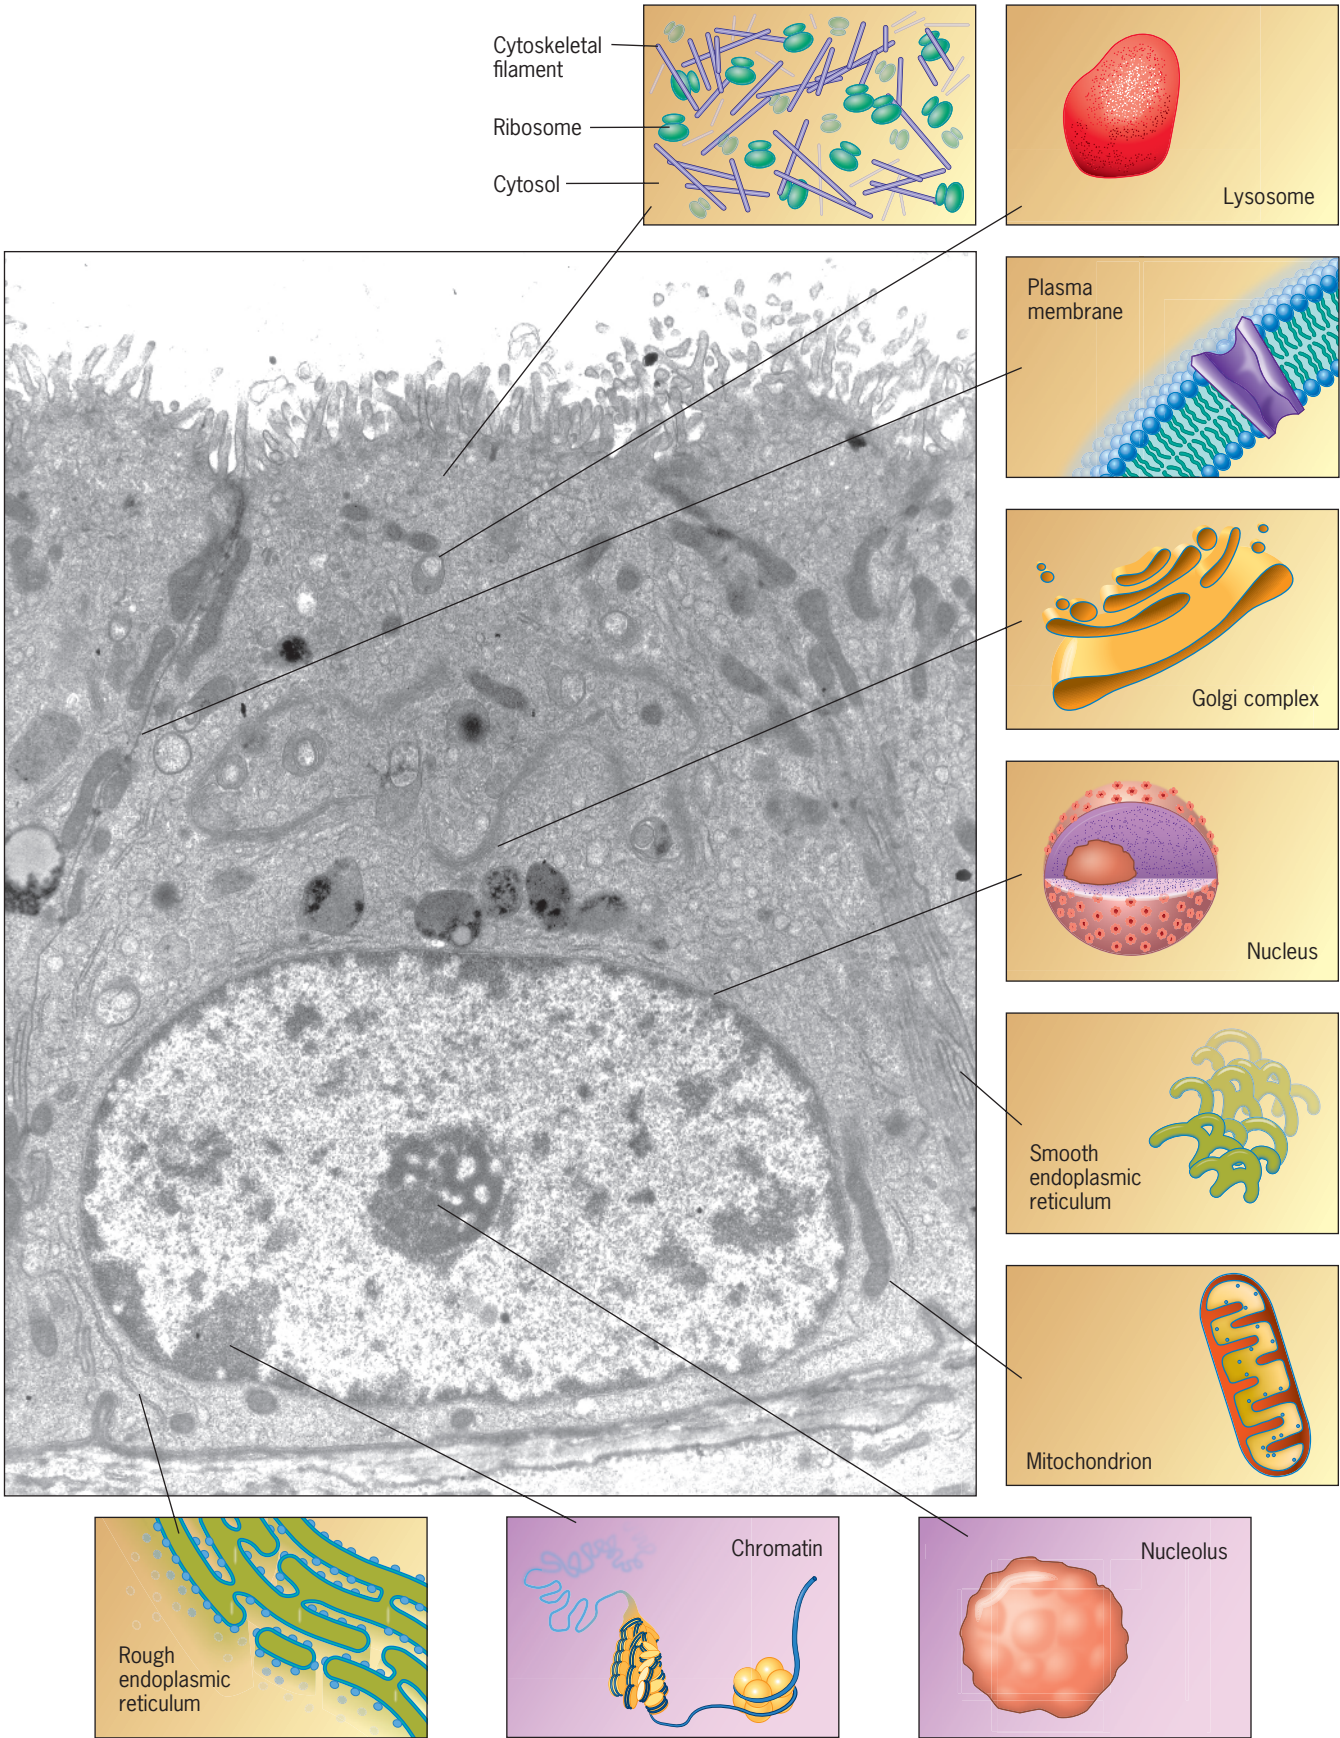 Cytoskeletal
filament
Ribosome
Cytosol
Lysosome
Plasma
membrane
Golgi complex
Nucleus
Smooth
endoplasmic
reticulum
Mitochondrion
Rough
endoplasmic
reticulum
Chromatin
Nucleolus